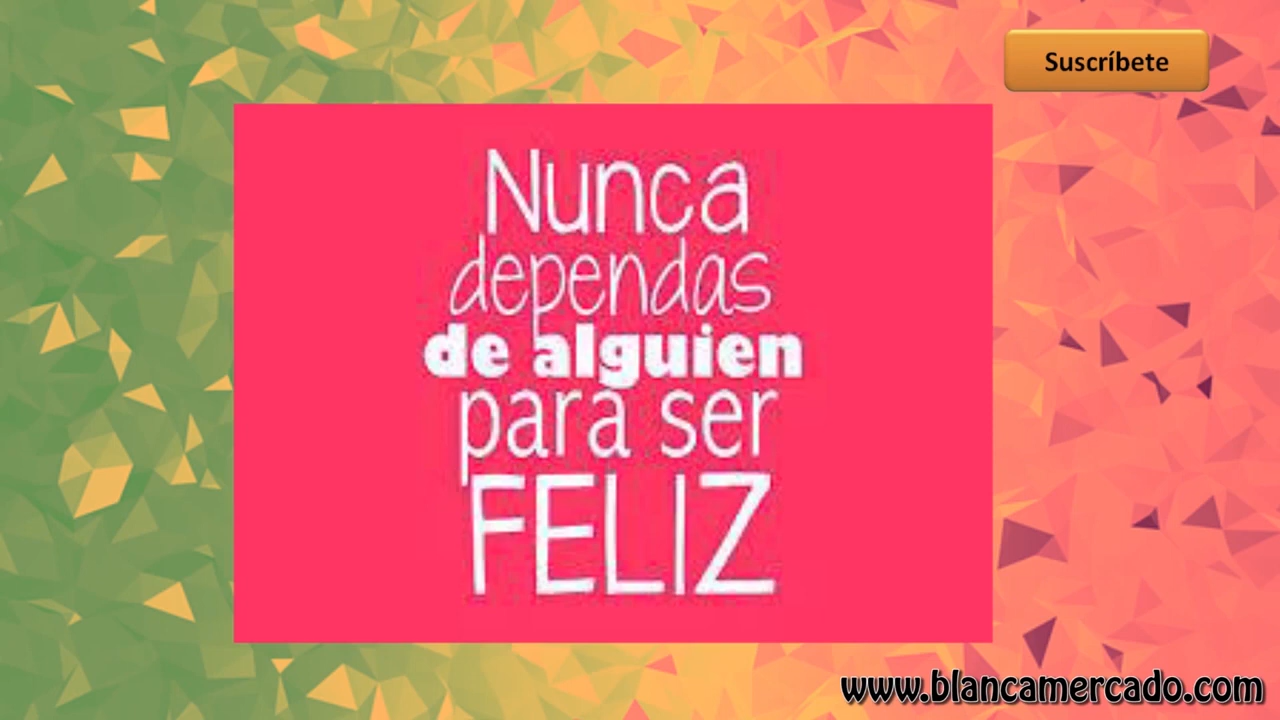 Suscríbete
Nunca
dependas
de alguien
para ser
FELIZ
www.blancamercado.com